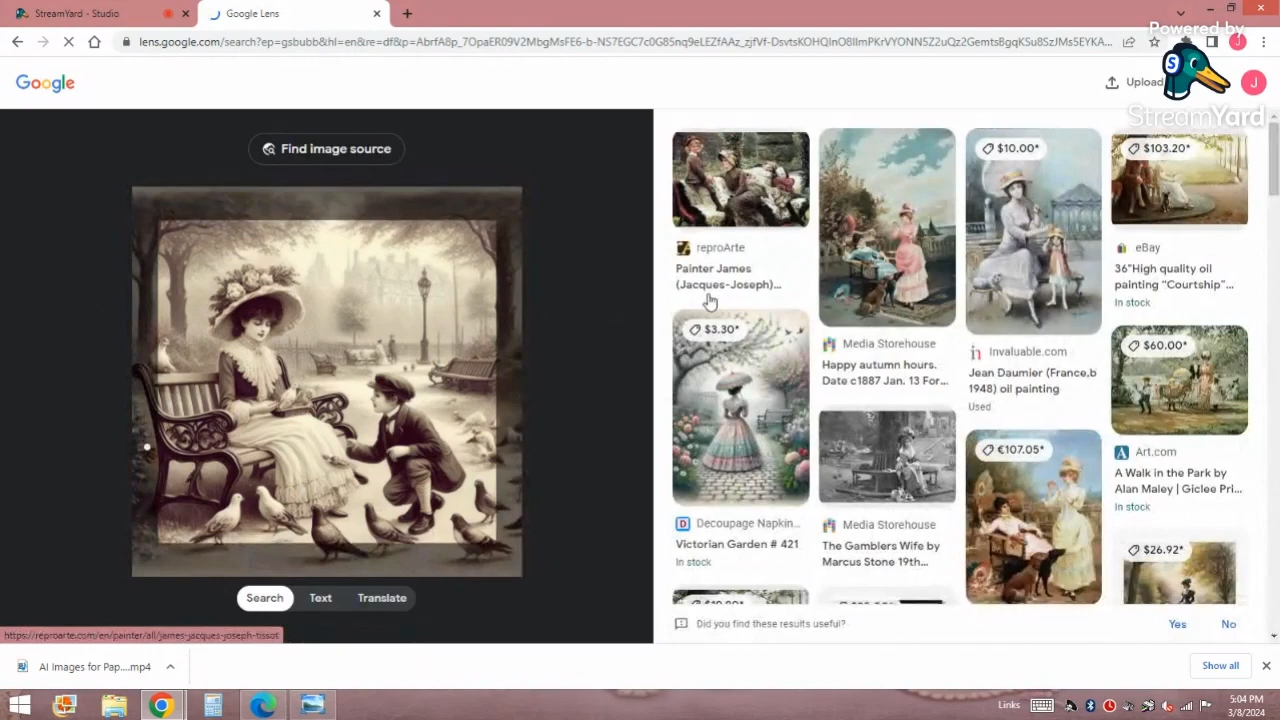 StreamYard - Studio
Google Lens
lens.google.com/search?ep=gsbubb&hl=en&re=df&p=AbrfA8p_7OpaER09V2MbgMsFE6-b-NS7EGC7c0G85nq9eLEZfAAz_zjfVf-DsvtsKOHQlnO8IlmPKrVYONN5Z2uQz2GemtsBgqKSu8SzJMs5EYKA...
Powered by
StreamYard
Google
Upload
J
Find image source
Search
Text
Translate
reproArte
Painter James
(Jacques-Joseph)...
$3.30*
Decoupage Napkin...
Victorian Garden # 421
In stock
Media Storehouse
Happy autumn hours.
Date c1887 Jan. 13 For...
Media Storehouse
The Gamblers Wife by
Marcus Stone 19th...
$10.00*
Invaluable.com
Jean Daumier (France,b
1948) oil painting
Used
€107.05*
$103.20*
eBay
36"High quality oil
painting “Courtship”...
In stock
$60.00*
Art.com
A Walk in the Park by
Alan Maley | Giclee Pri...
In stock
$26.92*
Did you find these results useful?
Yes
No
https://reproarte.com/en/painter/all/james-jacques-joseph-tissot
AI Images for Pap....mp4
Show all
Links
5:04 PM
3/8/2024